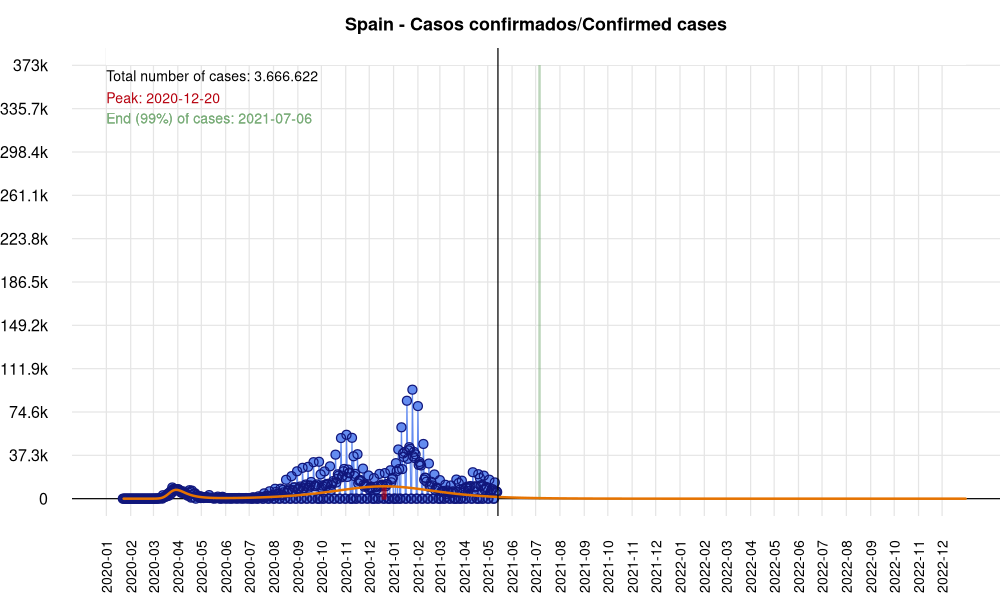 Spain - Casos confirmados/Confirmed cases
Total number of cases: 3.666.622
Peak: 2020-12-20
End (99%) of cases: 2021-07-06
373k
335.7k
298.4k
261.1k
223.8k
186.5k
149.2k
111.9k
74.6k
37.3k
0
2020-01
2020-02
2020-03
2020-04
2020-05
2020-06
2020-07
2020-08
2020-09
2020-10
2020-11
2020-12
2021-01
2021-02
2021-03
2021-04
2021-05
2021-06
2021-07
2021-08
2021-09
2021-10
2021-11
2021-12
2022-01
2022-02
2022-03
2022-04
2022-05
2022-06
2022-07
2022-08
2022-09
2022-10
2022-11
2022-12